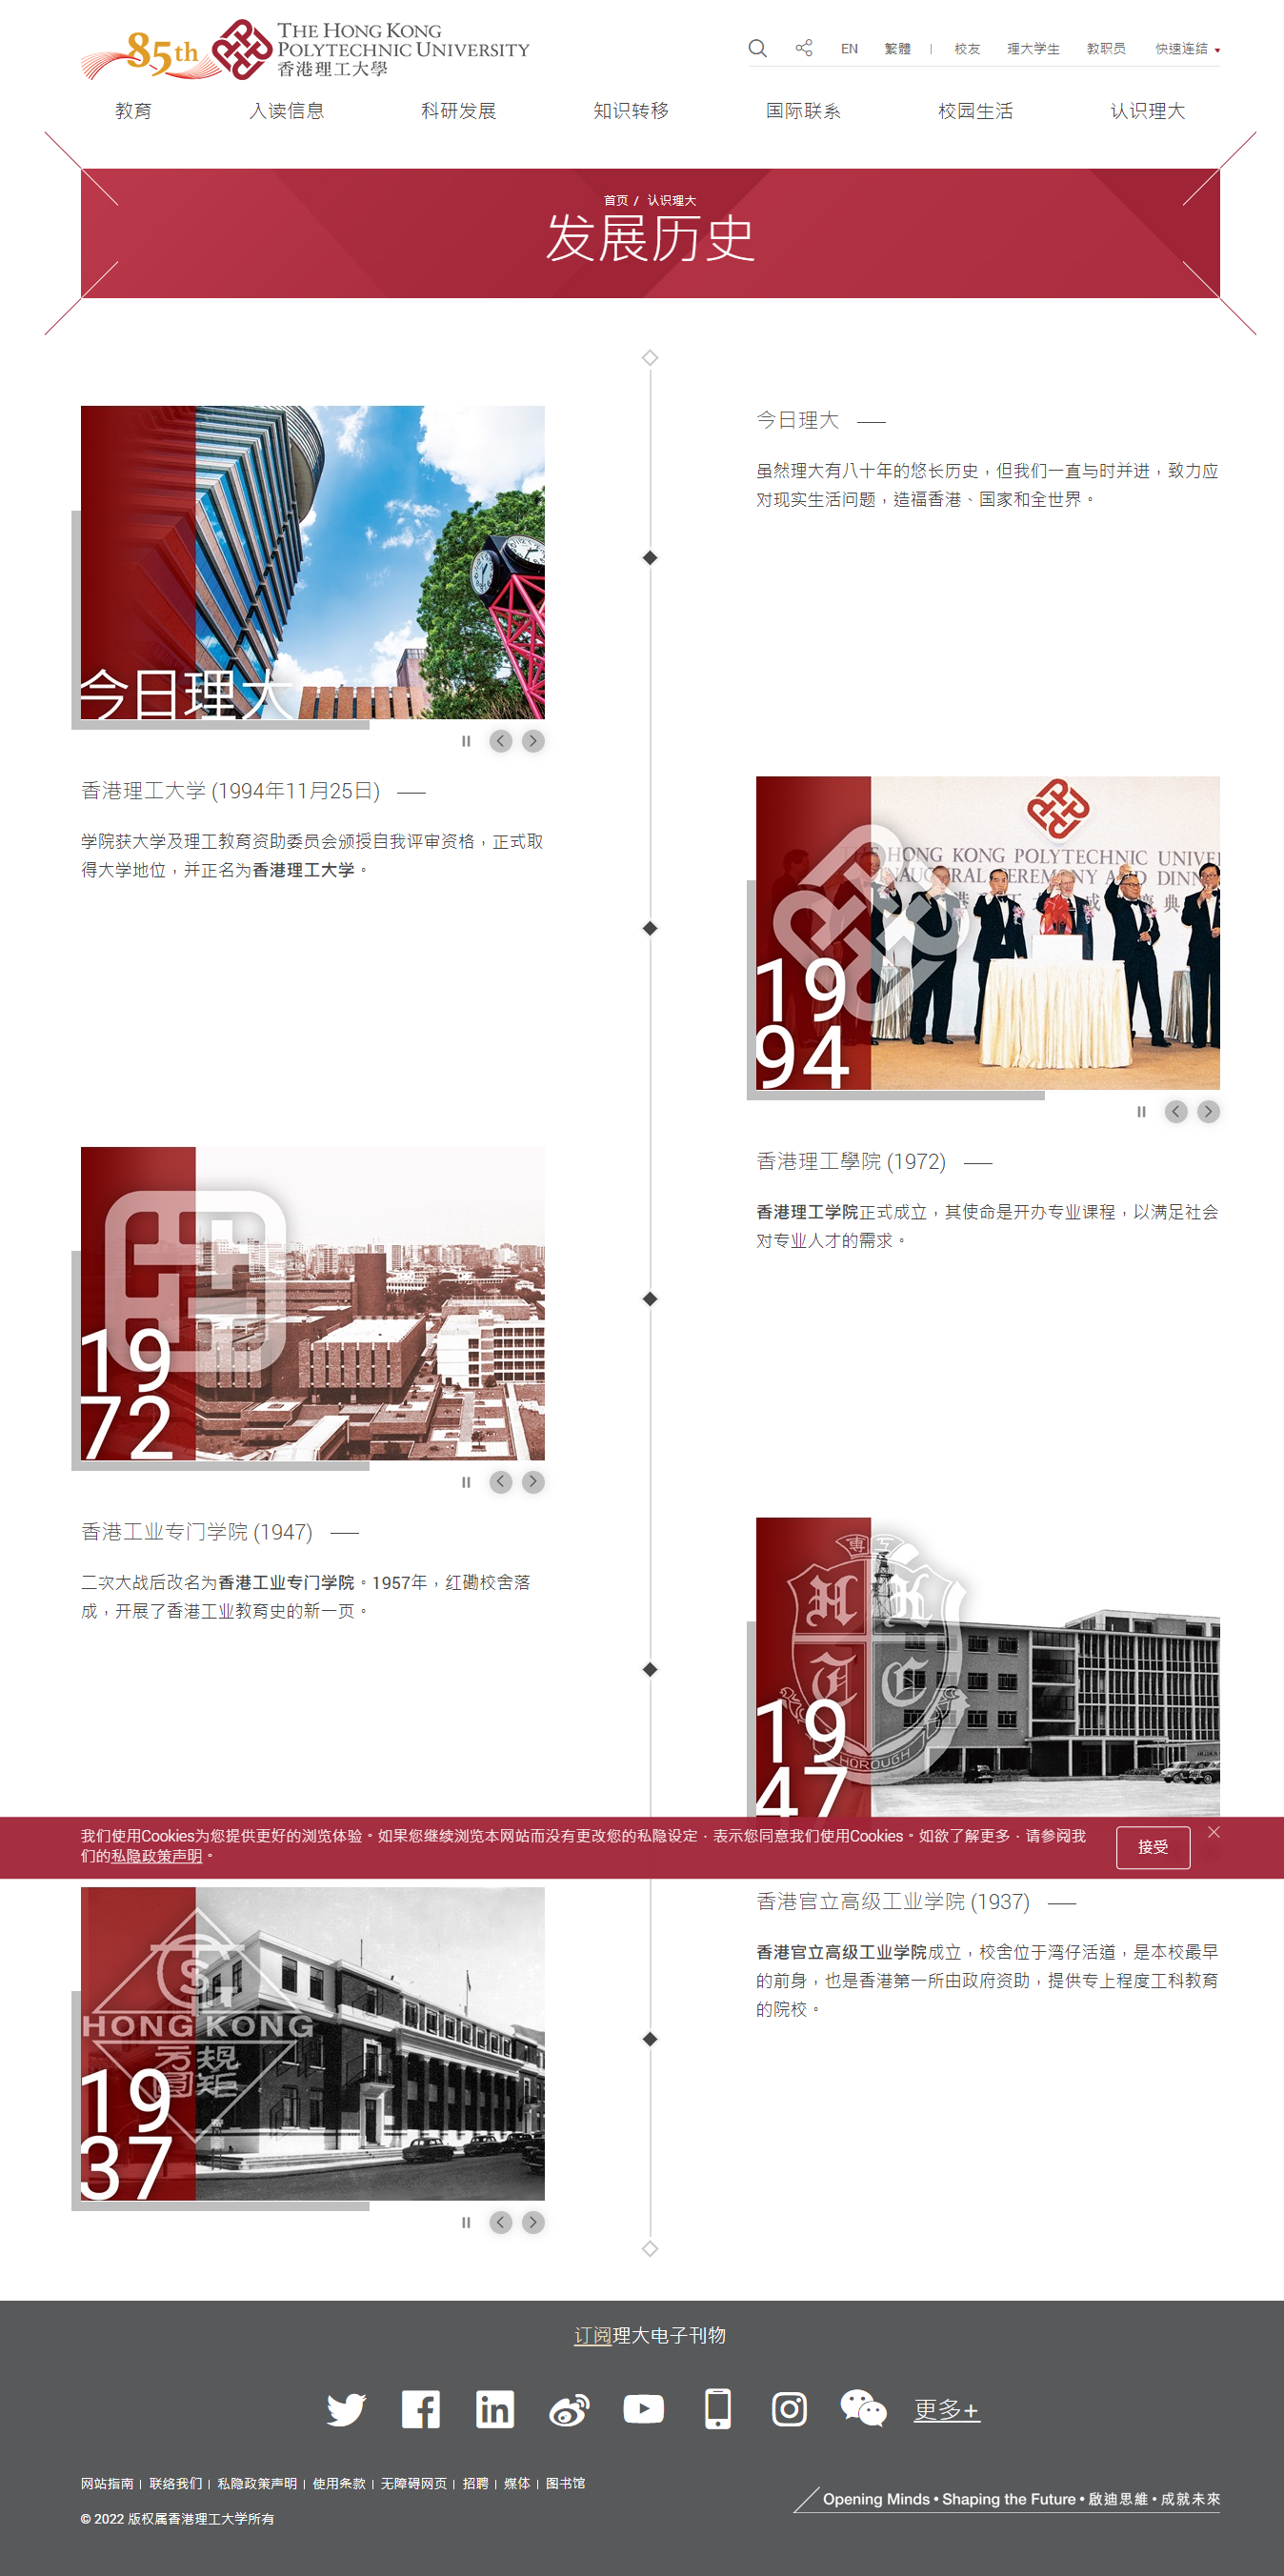 85th
THE HONG KONG
POLYTECHNIC UNIVERSITY
香港理工大學
EN 繁體 | 校友 理大学生 教职员 快速连结
教育 入读信息 科研发展 知识转移 国际联系 校园生活 认识理大
首页 / 认识理大
发展历史
今日理大
今日理大
虽然理大有八十年的悠长历史，但我们一直与时并进，致力应
对现实生活问题，造福香港、国家和全世界。
香港理工大学 (1994年11月25日)
学院获大学及理工教育资助委员会颁授自我评审资格，正式取
得大学地位，并正名为香港理工大学。
THE HONG KONG POLYTECHNIC UNIVE
INAUGURAL CEREMONY AND DINN
19
94
19
72
香港理工學院 (1972)
香港理工学院正式成立，其使命是开办专业课程，以满足社会
对专业人才的需求。
香港工业专门学院 (1947)
二次大战后改名为香港工业专门学院。1957年，红磡校舍落
成，开展了香港工业教育史的新一页。
H K
T C
THOROUGH
19
47
我们使用Cookies为您提供更好的浏览体验。如果您继续浏览本网站而没有更改您的私隐设定，表示您同意我们使用Cookies。如欲了解更多，请参阅我
们的私隐政策声明。
接受
HONG KONG
规矩
方圆
19
37
香港官立高级工业学院 (1937)
香港官立高级工业学院成立，校舍位于湾仔活道，是本校最早
的前身，也是香港第一所由政府资助，提供专上程度工科教育
的院校。
订阅理大电子刊物
更多+
网站指南 | 联络我们 | 私隐政策声明 | 使用条款 | 无障碍网页 | 招聘 | 媒体 | 图书馆
Opening Minds • Shaping the Future • 啟迪思維 • 成就未來
© 2022 版权属香港理工大学所有